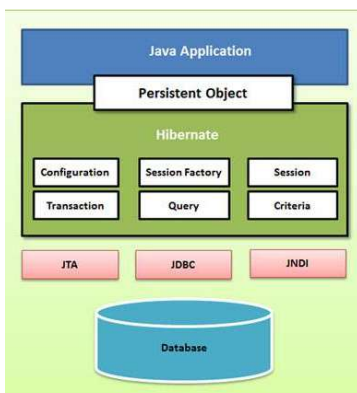 Java Application
Persistent Object
Hibernate
Configuration
Session Factory
Session
Transaction
Query
Criteria
JTA
JDBC
JNDI
Database